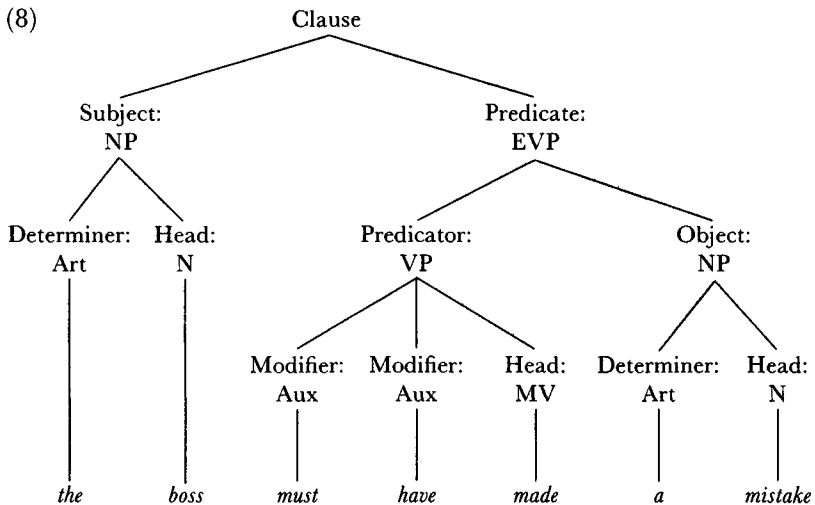 (8) Clause
Subject: Predicate:
NP EVP
Determiner: Head: Predicator: Object:
Art N VP NP
Modifier: Modifier: Head: Determiner: Head:
Aux Aux MV Art N
the boss must have made a mistake